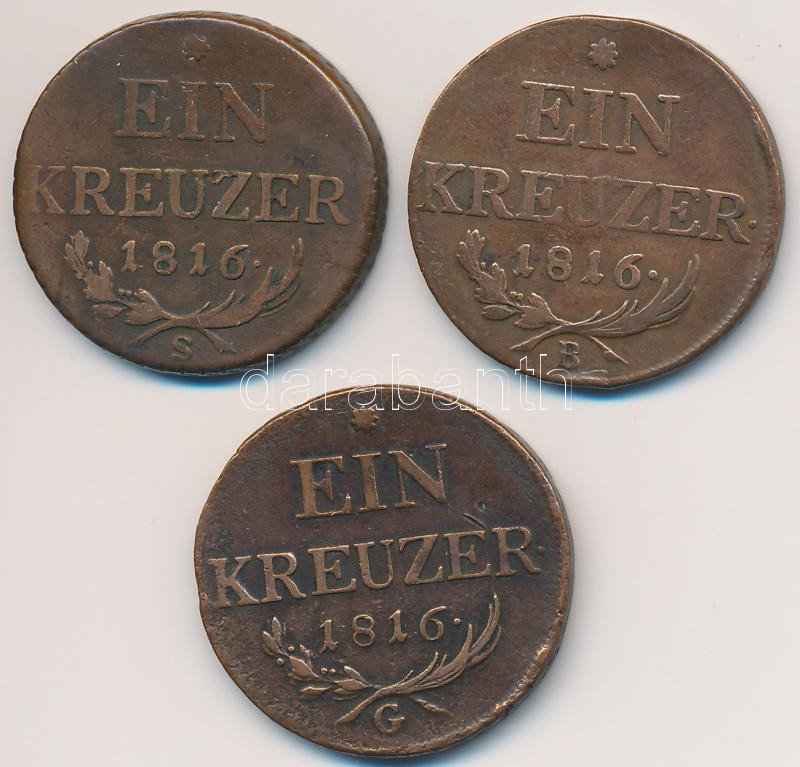 EIN
KREUZER
1816.
S
EIN
KREUZER.
1816.
B
darabanth
EIN
KREUZER.
1816.
G